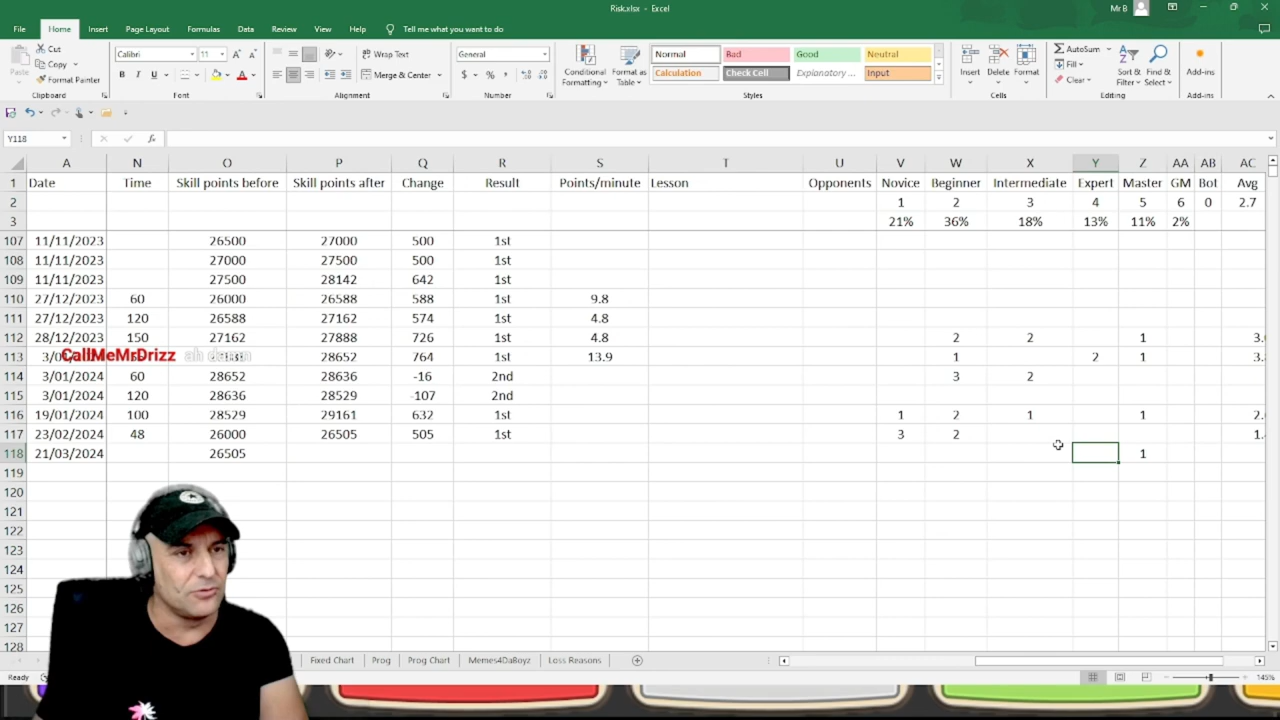 Risk.xlsx - Excel
Mr B
File Home Insert Page Layout Formulas Data Review View Help Tell me what you want to do
Paste
Cut
Copy
Format Painter
Clipboard
Calibri 11
B I U
Font
Wrap Text
Merge & Center
Alignment
General
$ % ,
Number
Conditional Formatting
Format as Table
Normal Bad Good Neutral
Calculation Check Cell Explanatory ... Input
Styles
Insert Delete Format
Cells
AutoSum
Fill
Clear
Sort & Filter
Find & Select
Editing
Add-ins
Add-ins
Y118 fx
A N O P Q R S T U V W X Y Z AA AB AC
1 Date Time Skill points before Skill points after Change Result Points/minute Lesson Opponents Novice Beginner Intermediate Expert Master GM Bot Avg
2 1 2 3 4 5 6 0 2.7
3 21% 36% 18% 13% 11% 2%
107 11/11/2023 26500 27000 500 1st
108 11/11/2023 27000 27500 500 1st
109 11/11/2023 27500 28142 642 1st
110 27/12/2023 60 26000 26588 588 1st 9.8
111 27/12/2023 120 26588 27162 574 1st 4.8
112 28/12/2023 150 27162 27888 726 1st 4.8 2 2 1
113 3/01 28652 764 1st 13.9 1 2 1
CallMeMrDrizz ah damn
114 3/01/2024 60 28652 28636 -16 2nd 3 2
115 3/01/2024 120 28636 28529 -107 2nd
116 19/01/2024 100 28529 29161 632 1st 1 2 1 1
117 23/02/2024 48 26000 26505 505 1st 3 2
118 21/03/2024 26505 1
119
120
121
122
123
124
125
126
127
128
Fixed Chart Prog Prog Chart Memes4DaBoyz Loss Reasons
Ready
145%